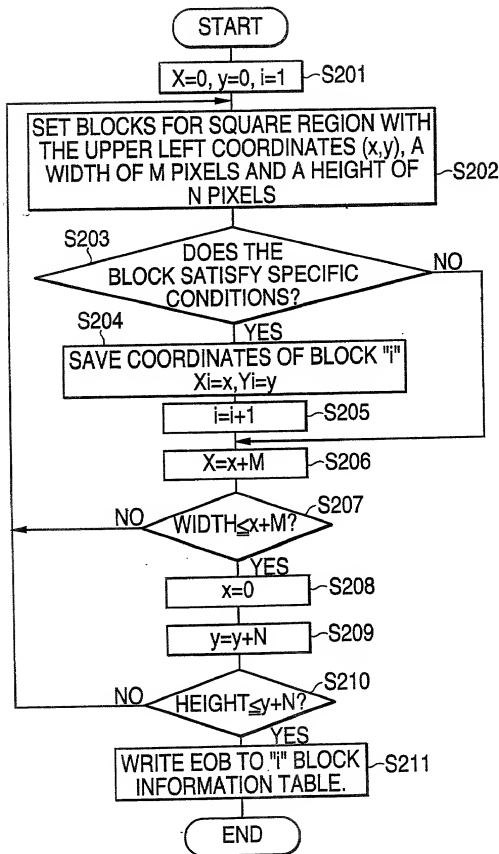 START
X=0, y=0, i=1
S201
SET BLOCKS FOR SQUARE REGION WITH
THE UPPER LEFT COORDINATES (x,y), A
WIDTH OF M PIXELS AND A HEIGHT OF
N PIXELS
S202
S203
DOES THE
BLOCK SATISFY SPECIFIC
CONDITIONS?
NO
S204
YES
SAVE COORDINATES OF BLOCK "i"
Xi=x,Yi=y
i=i+1
S205
X=x+M
S206
S207
NO
WIDTH≦x+M?
YES
x=0
S208
y=y+N
S209
S210
NO
HEIGHT≦y+N?
YES
WRITE EOB TO "i" BLOCK
INFORMATION TABLE.
S211
END